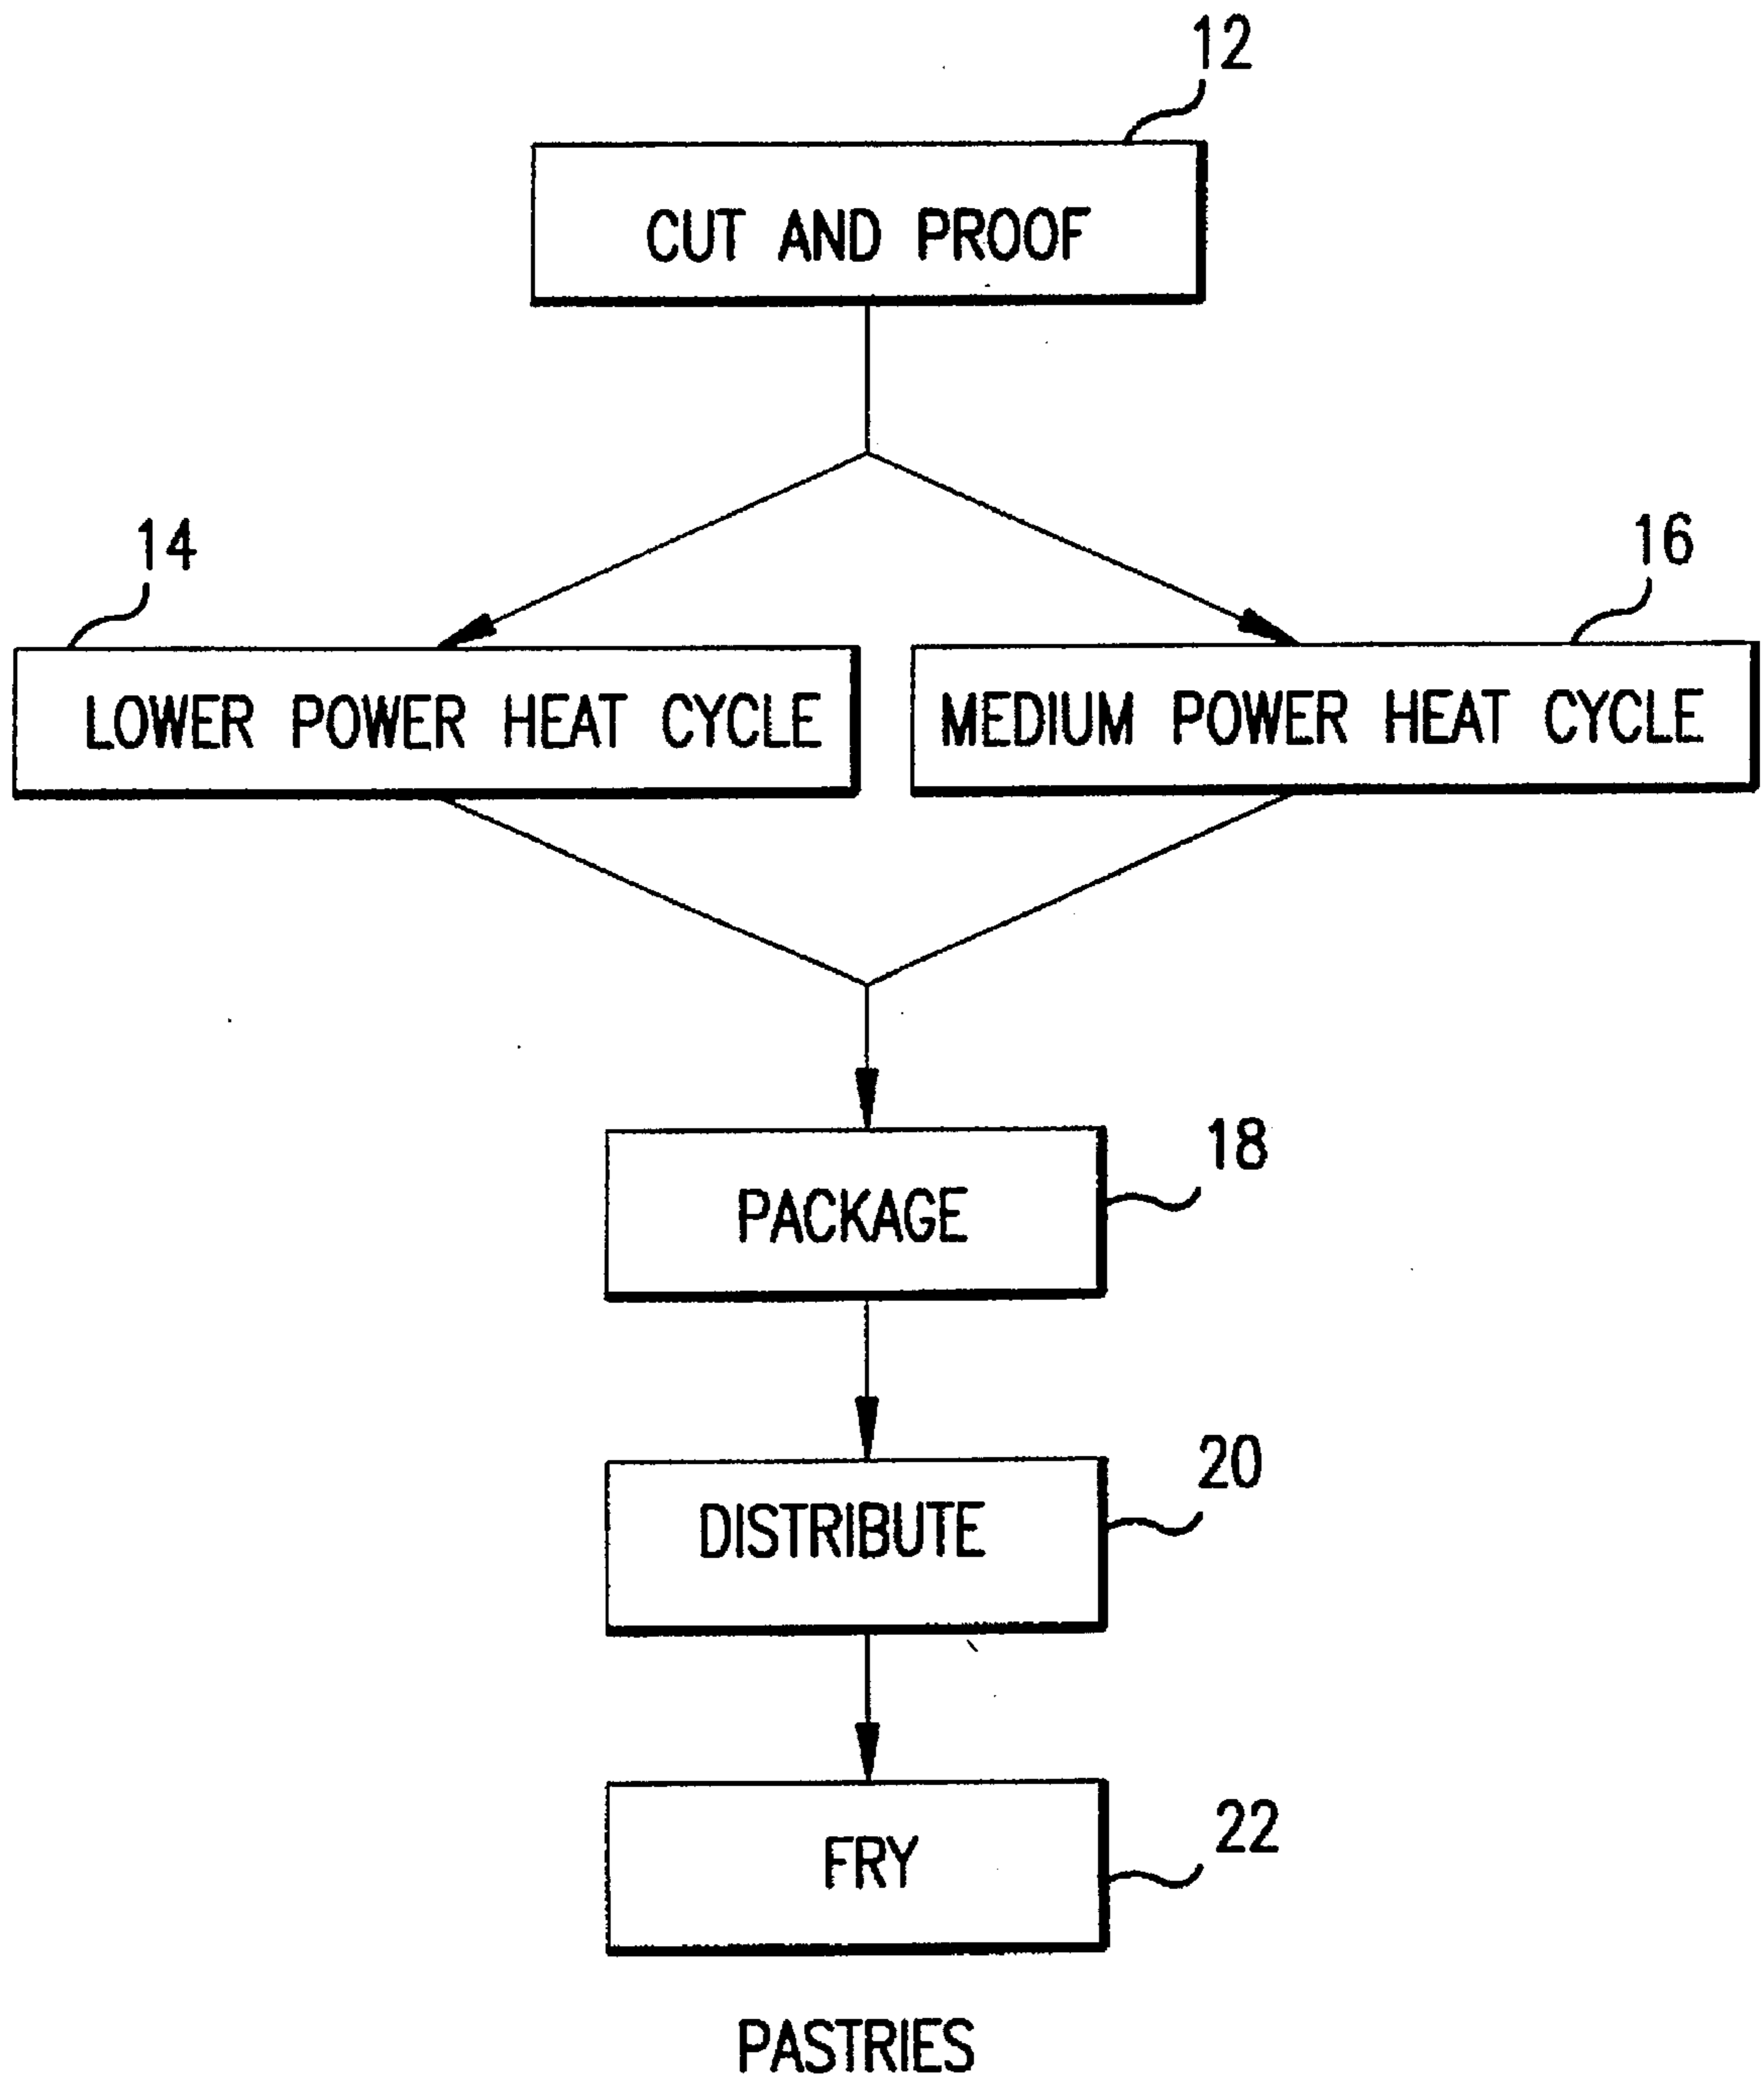 12
CUT AND PROOF
14
16
LOWER POWER HEAT CYCLE
MEDIUM POWER HEAT CYCLE
18
PACKAGE
20
DISTRIBUTE
22
FRY
PASTRIES